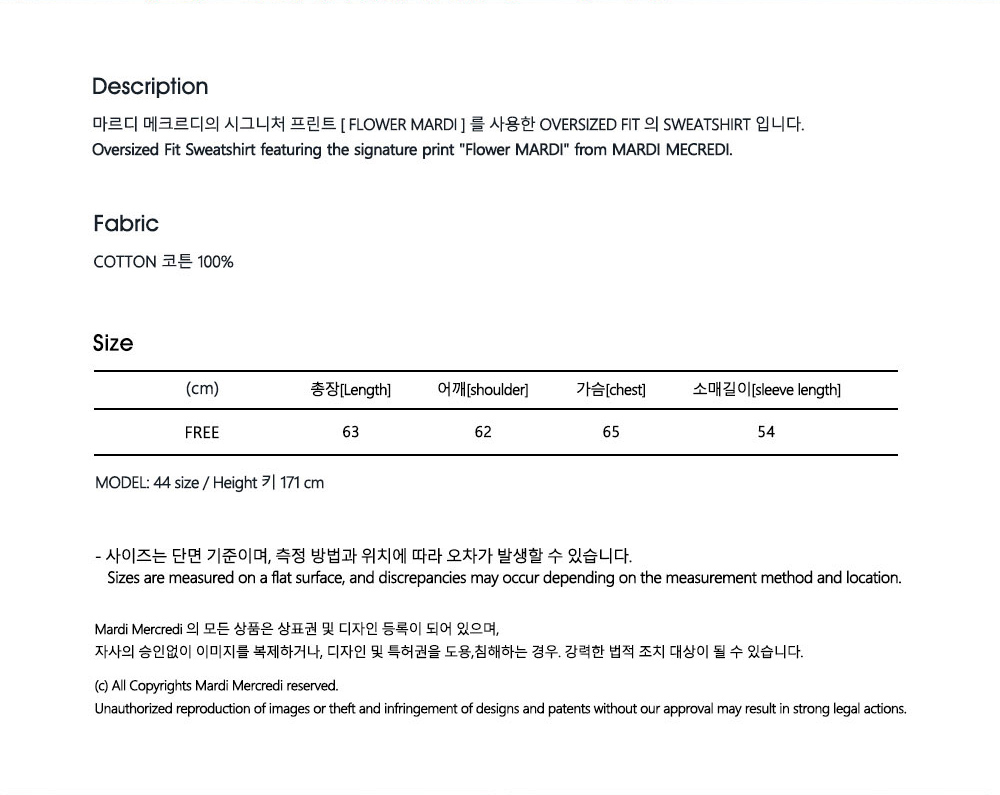 Description
마르디 메크르디의 시그니처 프린트 [ FLOWER MARDI ] 를 사용한 OVERSIZED FIT 의 SWEATSHIRT 입니다.
Oversized Fit Sweatshirt featuring the signature print "Flower MARDI" from MARDI MECREDI.
Fabric
COTTON 코튼 100%
Size
(cm) 총장[Length] 어깨[shoulder] 가슴[chest] 소매길이[sleeve length]
FREE 63 62 65 54
MODEL: 44 size / Height 키 171 cm
- 사이즈는 단면 기준이며, 측정 방법과 위치에 따라 오차가 발생할 수 있습니다.
Sizes are measured on a flat surface, and discrepancies may occur depending on the measurement method and location.
Mardi Mercredi 의 모든 상품은 상표권 및 디자인 등록이 되어 있으며,
자사의 승인없이 이미지를 복제하거나, 디자인 및 특허권을 도용,침해하는 경우. 강력한 법적 조치 대상이 될 수 있습니다.
(c) All Copyrights Mardi Mercredi reserved.
Unauthorized reproduction of images or theft and infringement of designs and patents without our approval may result in strong legal actions.